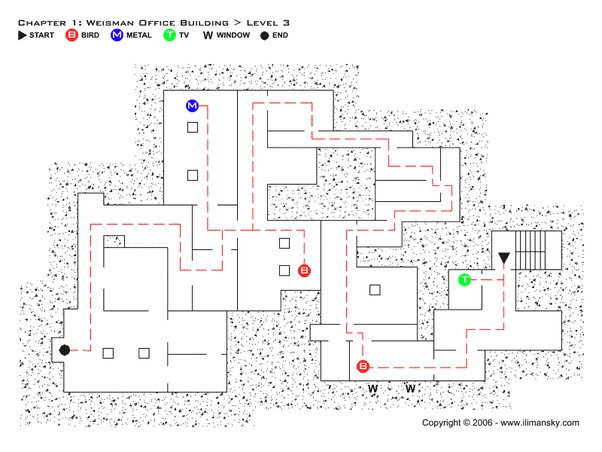 Chapter 1: Weisman Office Building > Level 3
START B BIRD M METAL T TV W WINDOW END
M
B
T
B
W W
Copyright © 2006 - www.ilimansky.com